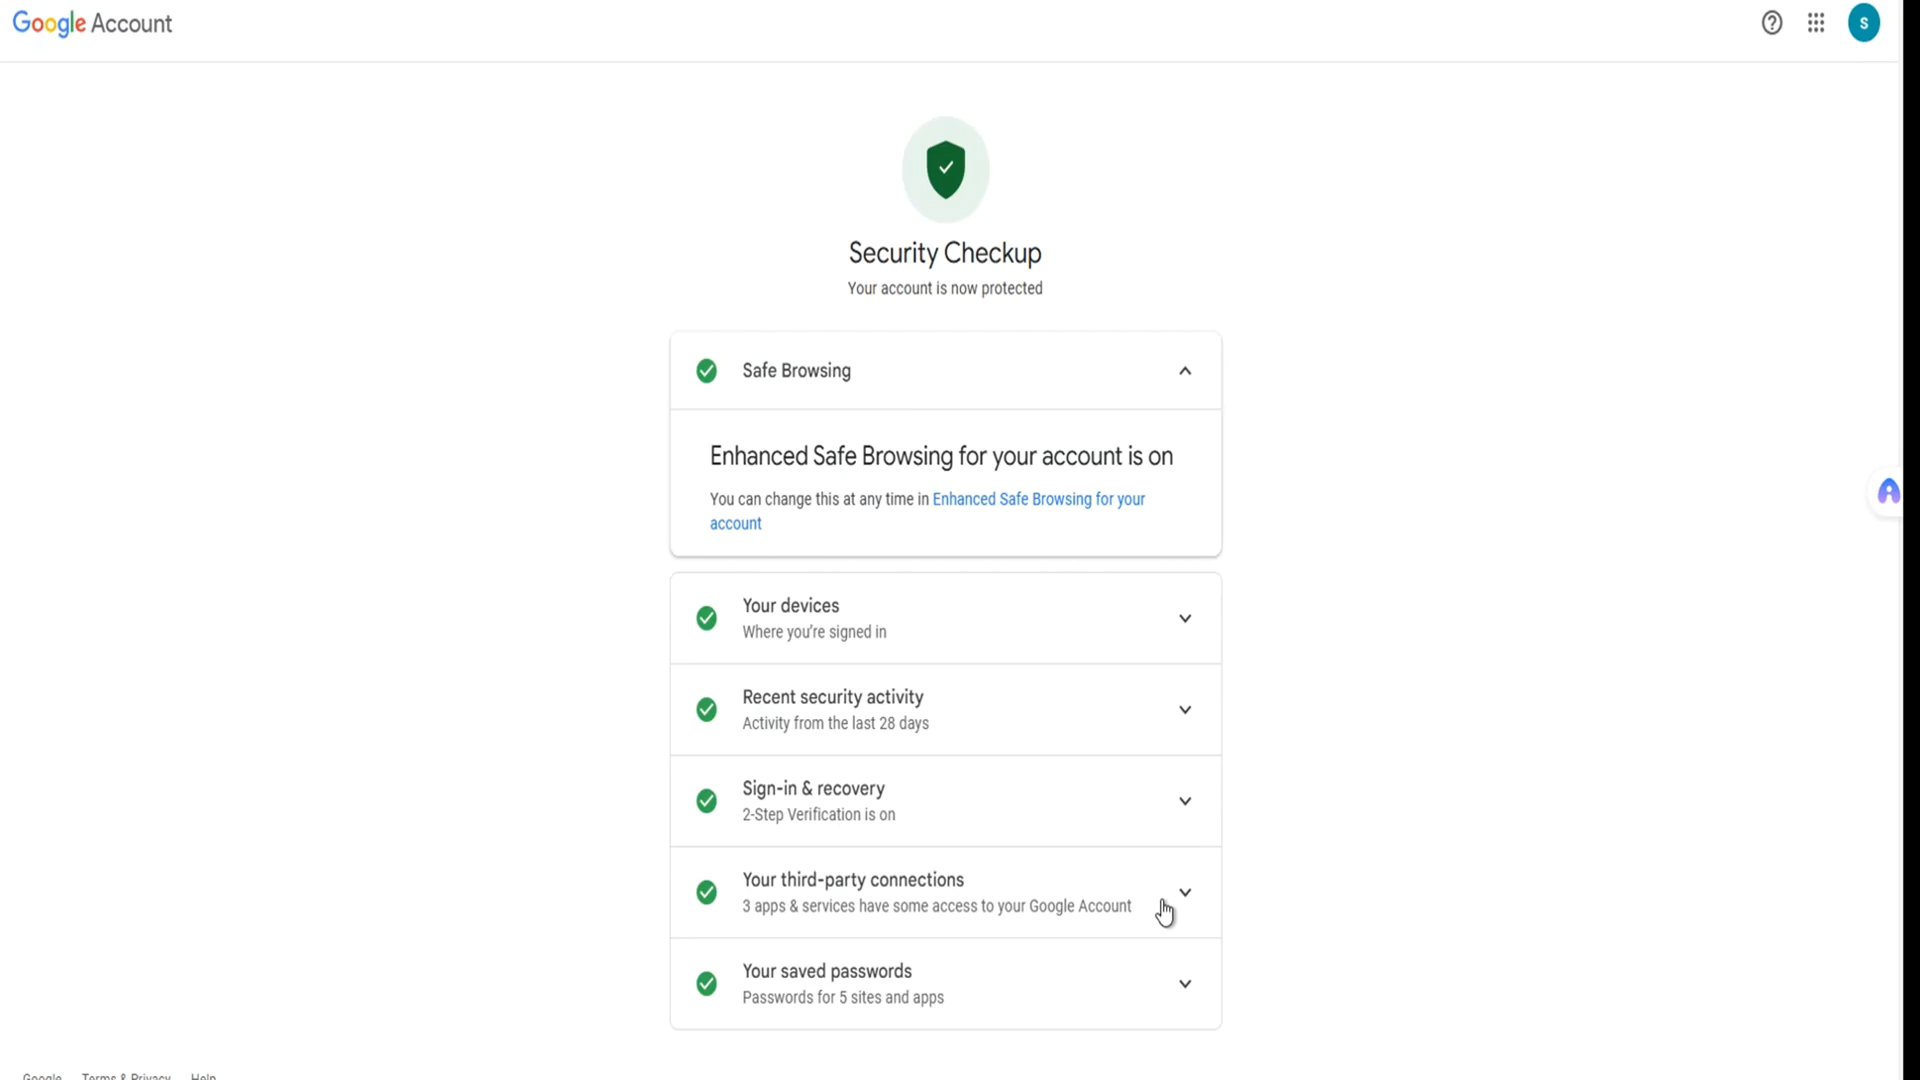 Google Account
S
Security Checkup
Your account is now protected
Safe Browsing
Enhanced Safe Browsing for your account is on
You can change this at any time in Enhanced Safe Browsing for your
account
Your devices
Where you're signed in
Recent security activity
Activity from the last 28 days
Sign-in & recovery
2-Step Verification is on
Your third-party connections
3 apps & services have some access to your Google Account
Your saved passwords
Passwords for 5 sites and apps
Google Terms & Privacy Help